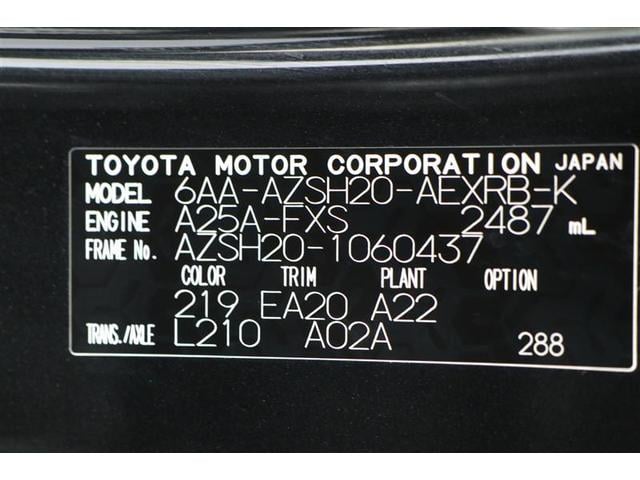 TOYOTA MOTOR CORPORATION JAPAN
MODEL 6AA-AZSH20-AEXRB-K
ENGINE A25A-FXS 2487 mL
FRAME No. AZSH20-1060437
COLOR TRIM PLANT OPTION
219 EA20 A22
TRANS./AXLE L210 A02A 288